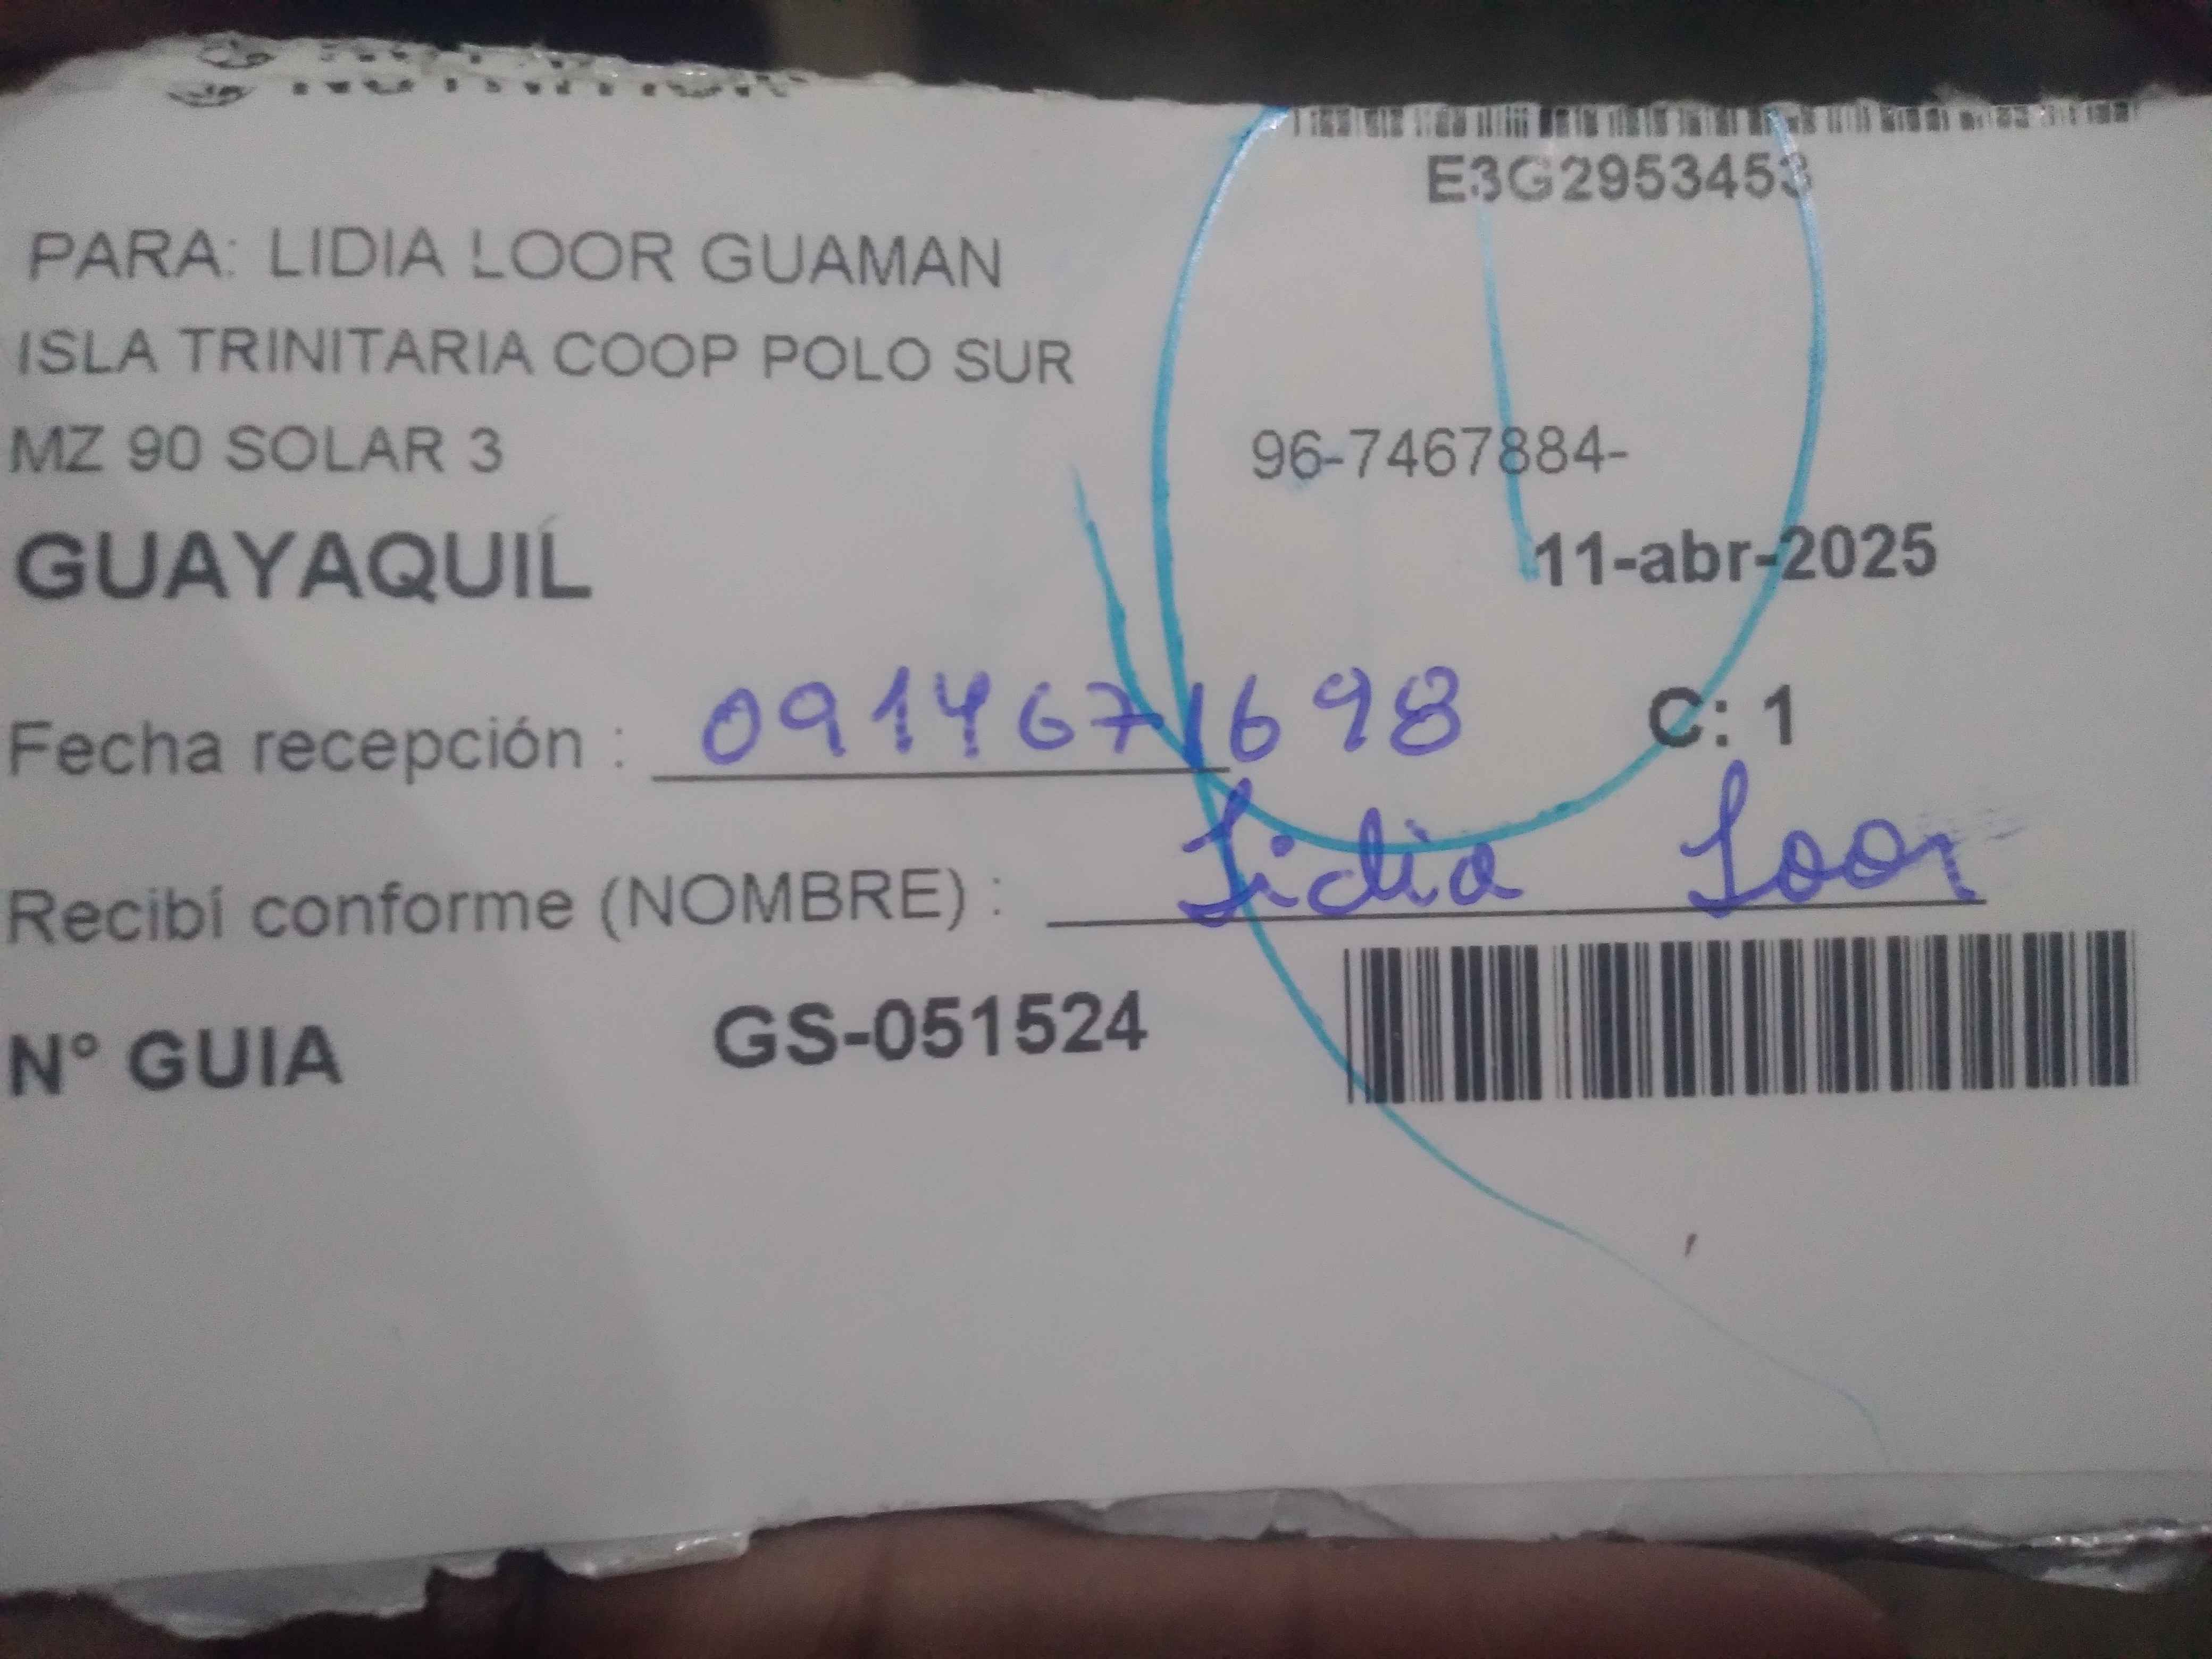 E3G2953453
PARA: LIDIA LOOR GUAMAN
ISLA TRINITARIA COOP POLO SUR
MZ 90 SOLAR 3 96-7467884-
GUAYAQUIL 11-abr-2025
Fecha recepción : 0914671698 C: 1
Recibí conforme (NOMBRE) : Lidia Loor
N° GUIA GS-051524